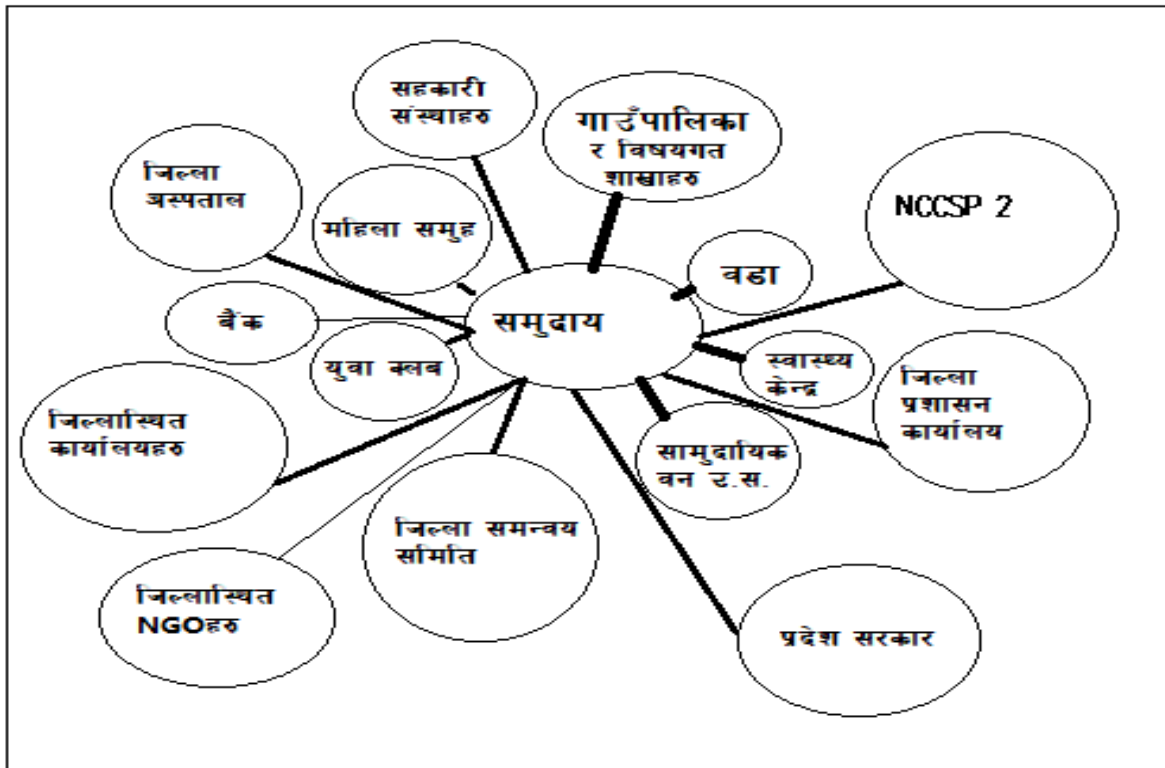 सहकारी
संस्थाहरु
गाउँपालिका
र विषयगत
शाखाहरु
जिल्ला
अस्पताल
महिला समुह
NCCSP 2
वडा
बैंक
समुदाय
युवा क्लब
स्वास्थ्य
केन्द्र
जिल्ला
प्रशासन
कार्यालय
जिल्लास्थित
कार्यालयहरु
सामुदायिक
वन उ.स.
जिल्ला समन्वय
समिति
जिल्लास्थित
NGOहरु
प्रदेश सरकार